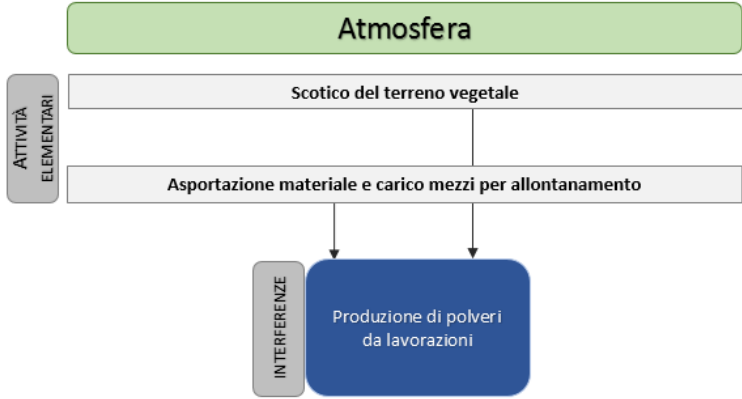 Atmosfera
ATTIVITÀ
ELEMENTARI
Scotico del terreno vegetale
Asportazione materiale e carico mezzi per allontanamento
INTERFERENZE
Produzione di polveri
da lavorazioni